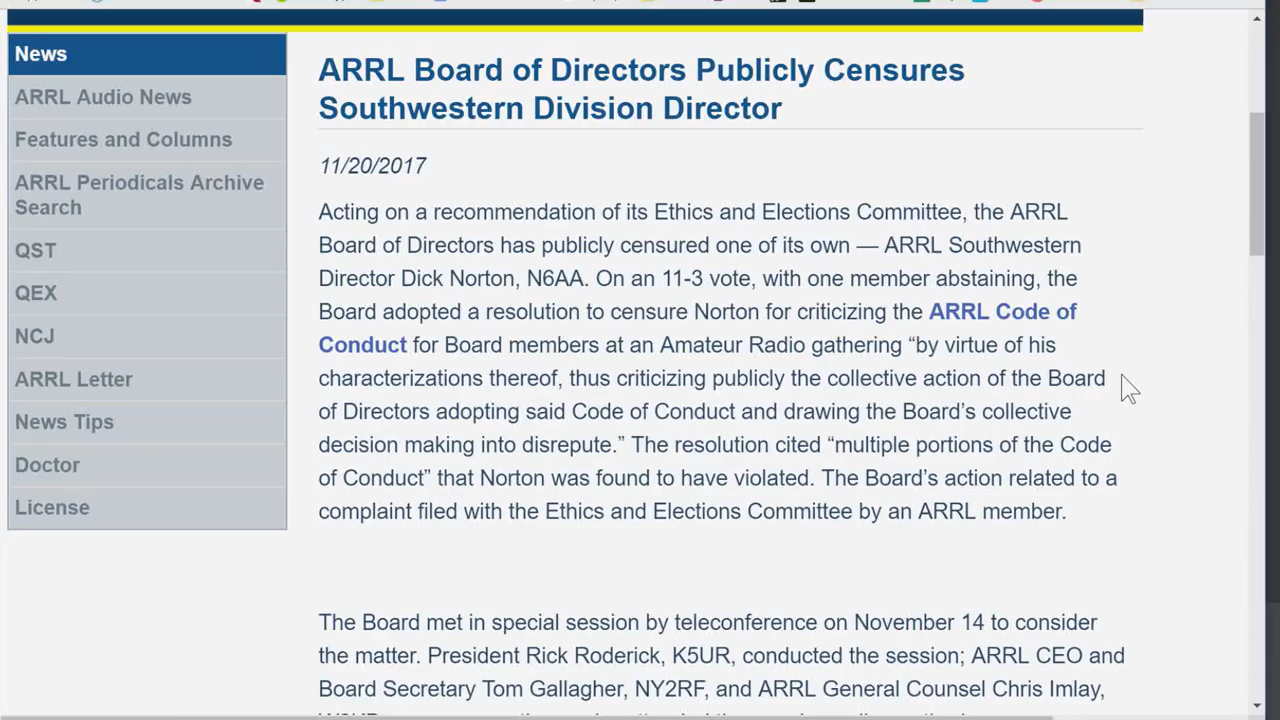 News
ARRL Audio News
Features and Columns
ARRL Periodicals Archive
Search
QST
QEX
NCJ
ARRL Letter
News Tips
Doctor
License
ARRL Board of Directors Publicly Censures
Southwestern Division Director
11/20/2017
Acting on a recommendation of its Ethics and Elections Committee, the ARRL
Board of Directors has publicly censured one of its own — ARRL Southwestern
Director Dick Norton, N6AA. On an 11-3 vote, with one member abstaining, the
Board adopted a resolution to censure Norton for criticizing the ARRL Code of
Conduct for Board members at an Amateur Radio gathering “by virtue of his
characterizations thereof, thus criticizing publicly the collective action of the Board
of Directors adopting said Code of Conduct and drawing the Board’s collective
decision making into disrepute.” The resolution cited “multiple portions of the Code
of Conduct” that Norton was found to have violated. The Board’s action related to a
complaint filed with the Ethics and Elections Committee by an ARRL member.
The Board met in special session by teleconference on November 14 to consider
the matter. President Rick Roderick, K5UR, conducted the session; ARRL CEO and
Board Secretary Tom Gallagher, NY2RF, and ARRL General Counsel Chris Imlay,